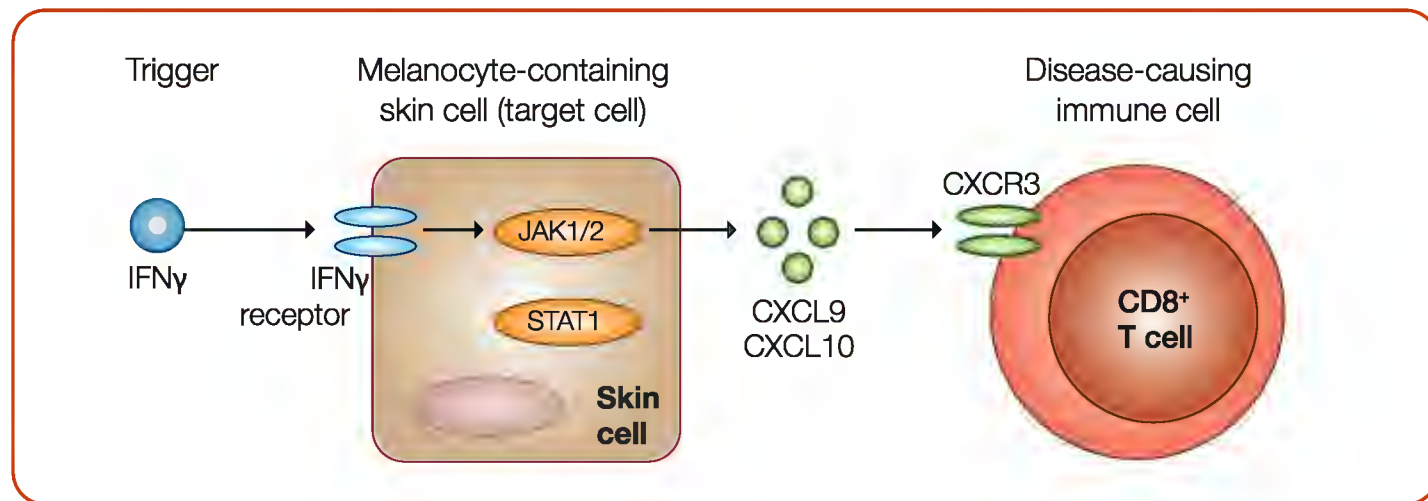 Trigger
Melanocyte-containing
skin cell (target cell)
Disease-causing
immune cell
IFNγ
IFNγ
receptor
JAK1/2
STAT1
Skin
cell
CXCL9
CXCL10
CXCR3
CD8⁺
T cell